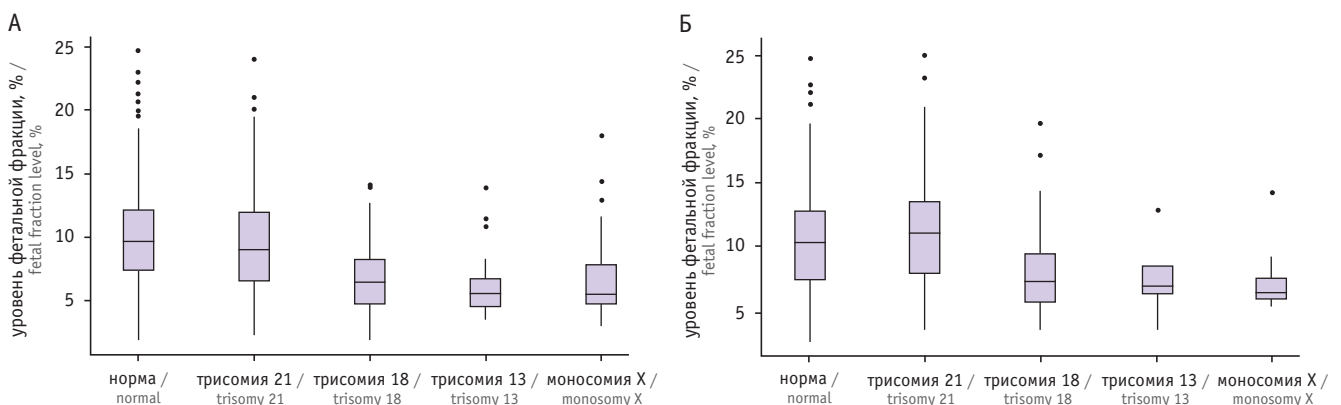 А
уровень фетальной фракции, % /
fetal fraction level, %
25
20
15
10
5
норма /
normal
трисомия 21 /
trisomy 21
трисомия 18 /
trisomy 18
трисомия 13 /
trisomy 13
моносомия X /
monosomy X
Б
уровень фетальной фракции, % /
fetal fraction level, %
25
20
15
10
5
норма /
normal
трисомия 21 /
trisomy 21
трисомия 18 /
trisomy 18
трисомия 13 /
trisomy 13
моносомия X /
monosomy X